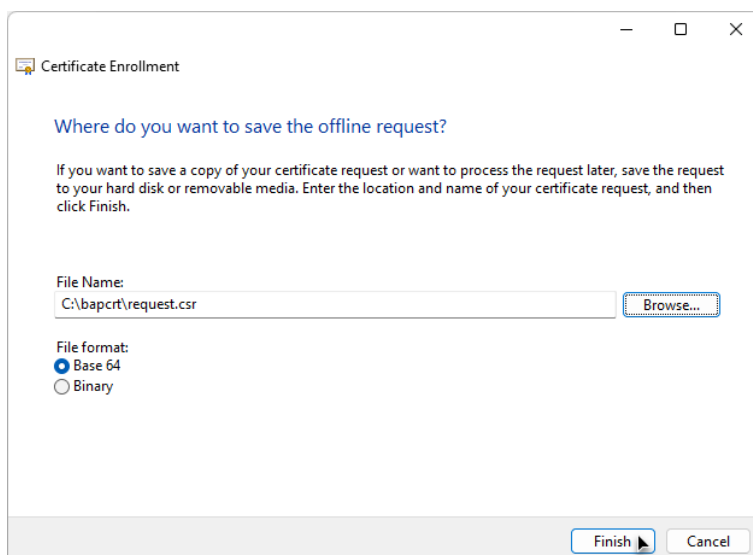 Certificate Enrollment
Where do you want to save the offline request?
If you want to save a copy of your certificate request or want to process the request later, save the request
to your hard disk or removable media. Enter the location and name of your certificate request, and then
click Finish.
File Name:
C:\bapcrt\request.csr
Browse...
File format:
Base 64
Binary
Finish
Cancel